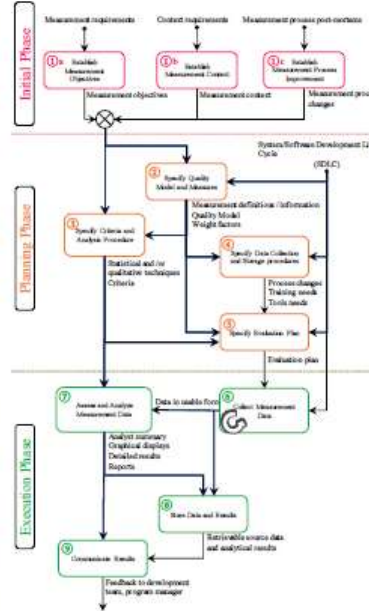 Measurement requirements
Context requirements
Measurement process post-mortems
Initial Phase
1a
Establish
Measurement
Objectives
1b
Establish
Measurement Context
1c
Establish
Measurement Process
Improvement
Measurement objectives
Measurement context
Measurement proc
changes
System/Software Development Li
Cycle
(SDLC)
Planning Phase
2
Specify Quality
Model and Measures
Measurement definitions / Information
Quality Model
Weight factors
3
Specify Criteria and
Analysis Procedure
4
Specify Data Collection
and Storage procedures
Statistical and /or
qualitative techniques
Criteria
Process changes
Training needs
Tools needs
5
Specify Evaluation Plan
Evaluation plan
Execution Phase
7
Assess and Analyze
Measurement Data
Data in usable form
6
Collect Measurement
Data
Analyst summary
Graphical displays
Detailed results
Reports
8
Store Data and Results
Retrievable source data
and analytical results
9
Communicate Results
Feedback to development
team, program manager